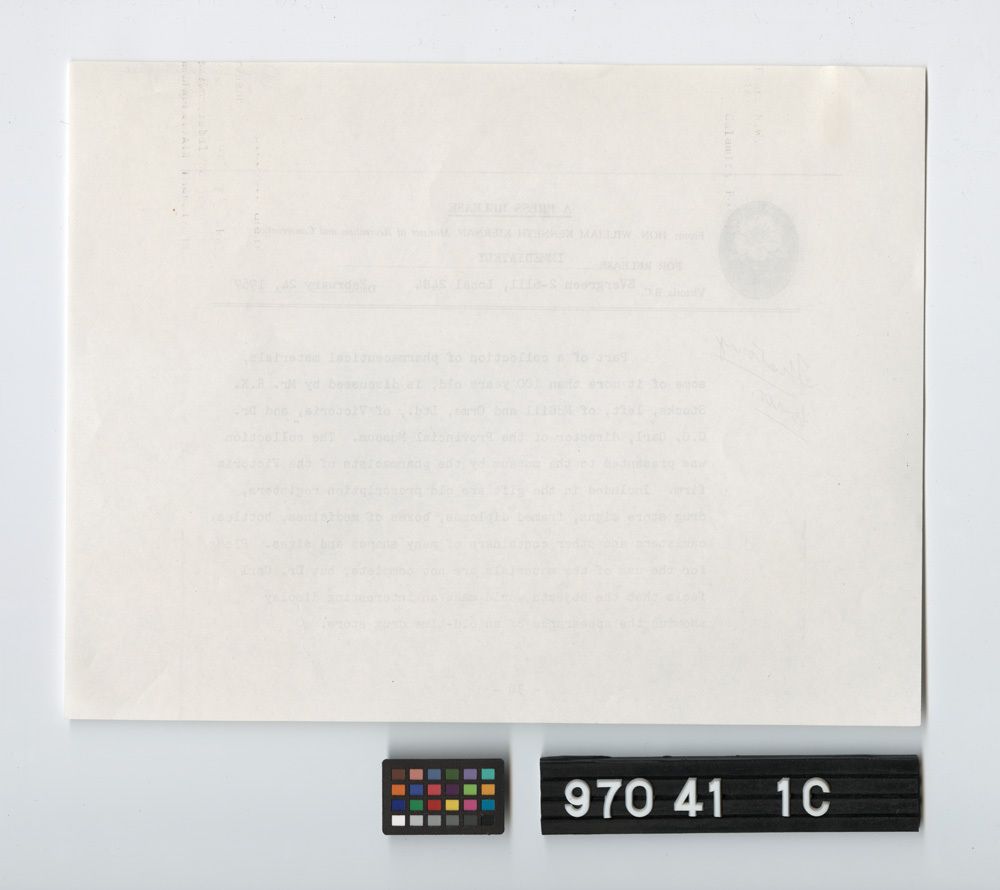 A PRESS RELEASE
From: HON. WILLIAM KENNETH KIERNAN, Minister of Recreation and Conservation
FOR RELEASE IMMEDIATELY
Victoria, B.C. EVergreen 2-6111, Local 2484. Date February 24, 1959
Part of a collection of pharmaceutical materials,
some of it more than 100 years old, is discussed by Mr. R.K.
Stocks, left, of McGill and Orme, Ltd., of Victoria, and Dr.
G.C. Carl, director of the Provincial Museum. The collection
was presented to the museum by the pharmacists of the Victoria
firm. Included in the gift are old prescription registers,
drug store signs, framed diplomas, boxes of medicines, bottles,
canisters and other containers of many shapes and sizes. Plans
for the use of the materials are not complete, but Dr. Carl
feels that the objects would make an interesting display
showing the appearance of an old-time drug store.
- 30 -
970 41 1C